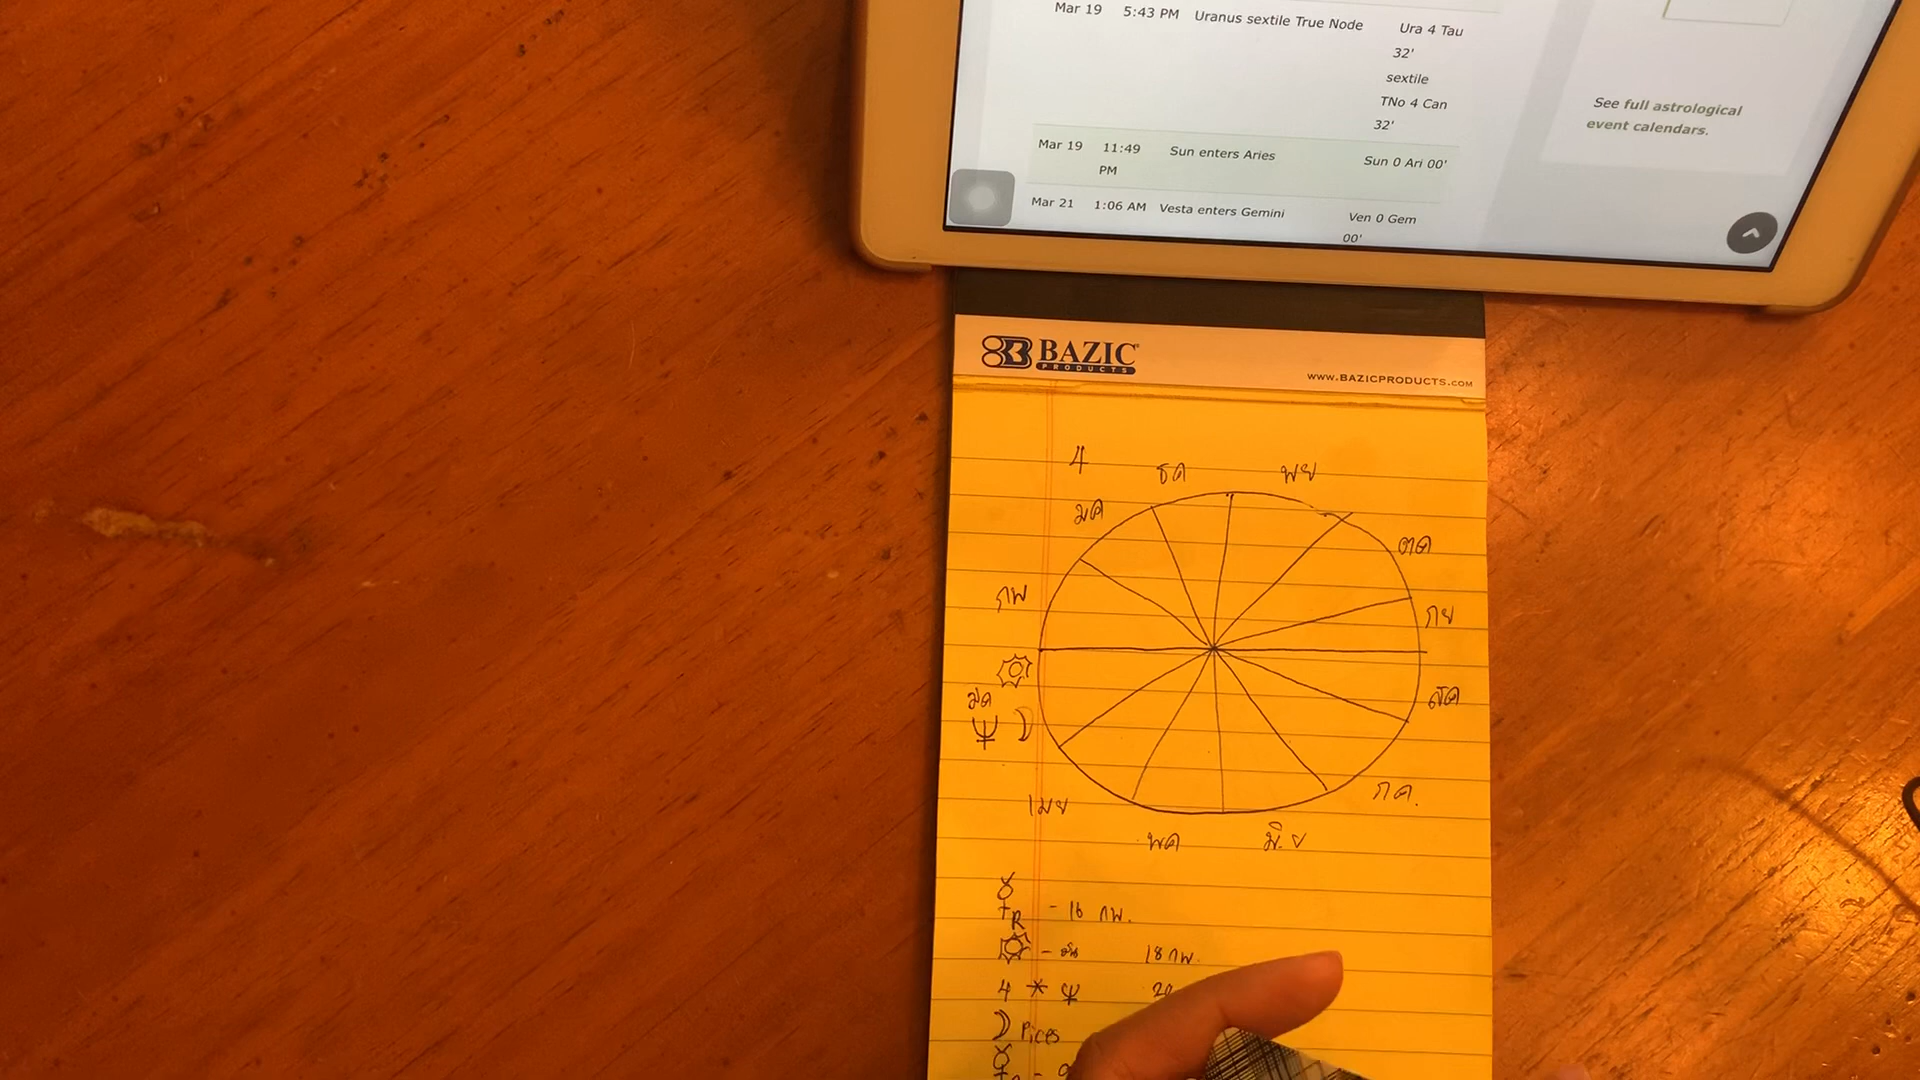 Mar 19 5:43 PM Uranus sextile True Node Ura 4 Tau
32'
sextile
TNo 4 Can
32'
Mar 19 11:49 PM Sun enters Aries Sun 0 Ari 00'
Mar 21 1:06 AM Vesta enters Gemini Ven 0 Gem
00'
See full astrological
event calendars.
BAZIC
PRODUCTS
WWW.BAZICPRODUCTS.COM
4
ธค
พย
มค
ตค
กพ
กย
มีค
สค
เมย
กค.
พค
มิ.ย
☿R - 16 กพ.
18 กพ.
4 * ♆
☽ Pices